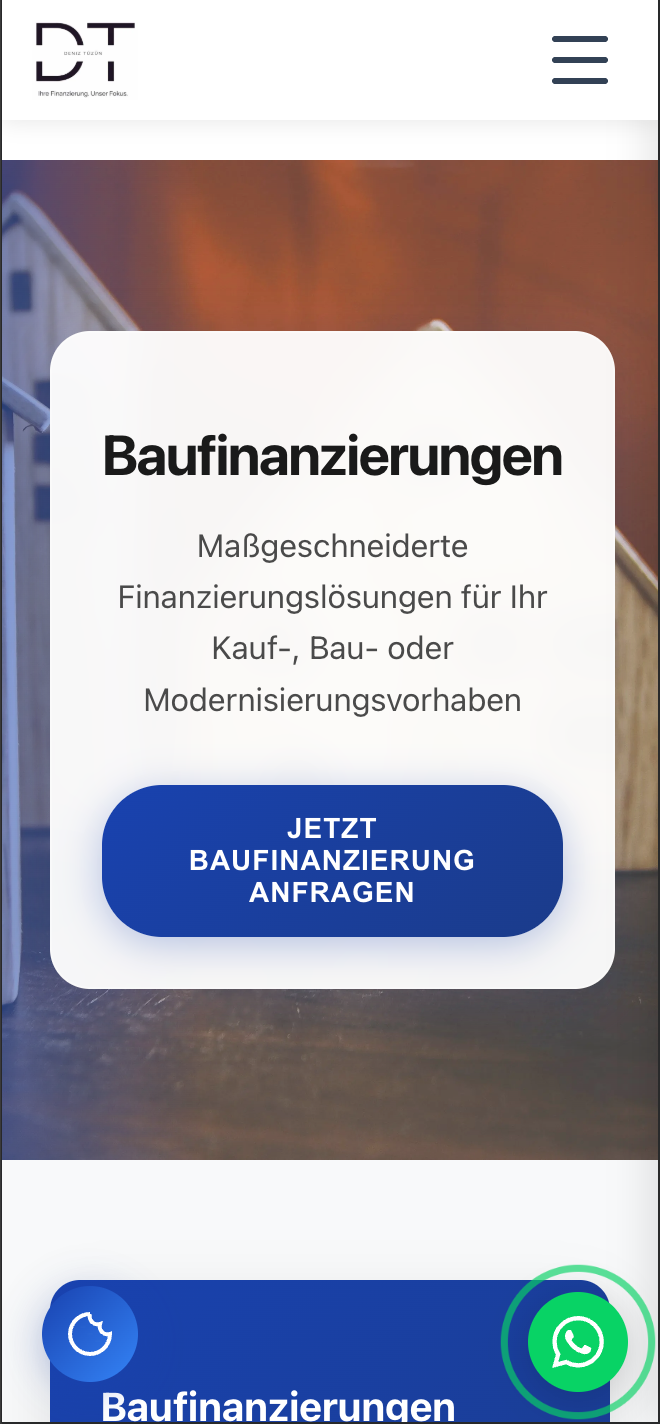 DT
DENIZ TOZUN
Ihre Finanzierung. Unser Fokus.
Baufinanzierungen
Maßgeschneiderte
Finanzierungslösungen für Ihr
Kauf-, Bau- oder
Modernisierungsvorhaben
JETZT
BAUFINANZIERUNG
ANFRAGEN
Baufinanzierungen